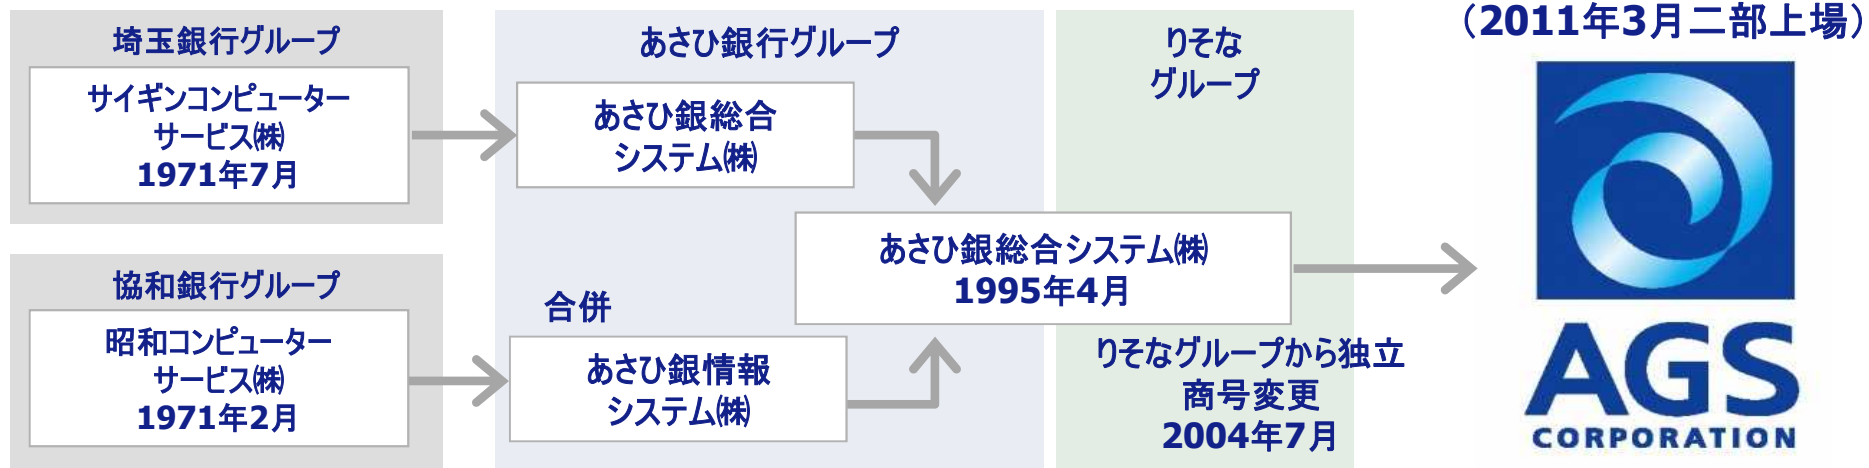 埼玉銀行グループ
サイギンコンピューター
サービス㈱
1971年7月
協和銀行グループ
昭和コンピューター
サービス㈱
1971年2月
あさひ銀行グループ
あさひ銀総合
システム㈱
合併
あさひ銀情報
システム㈱
りそな
グループ
あさひ銀総合システム㈱
1995年4月
りそなグループから独立
商号変更
2004年7月
（2011年3月二部上場）
AGS
CORPORATION